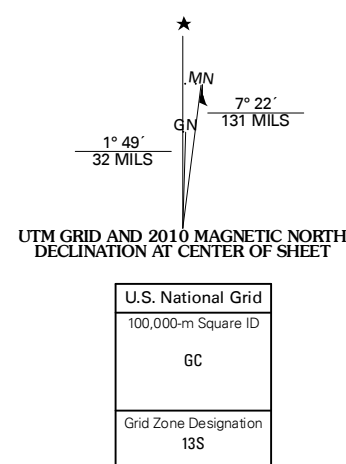 MN
7° 22´
131 MILS
GN
1° 49´
32 MILS
UTM GRID AND 2010 MAGNETIC NORTH
DECLINATION AT CENTER OF SHEET
U.S. National Grid
100,000-m Square ID
GC
Grid Zone Designation
13S